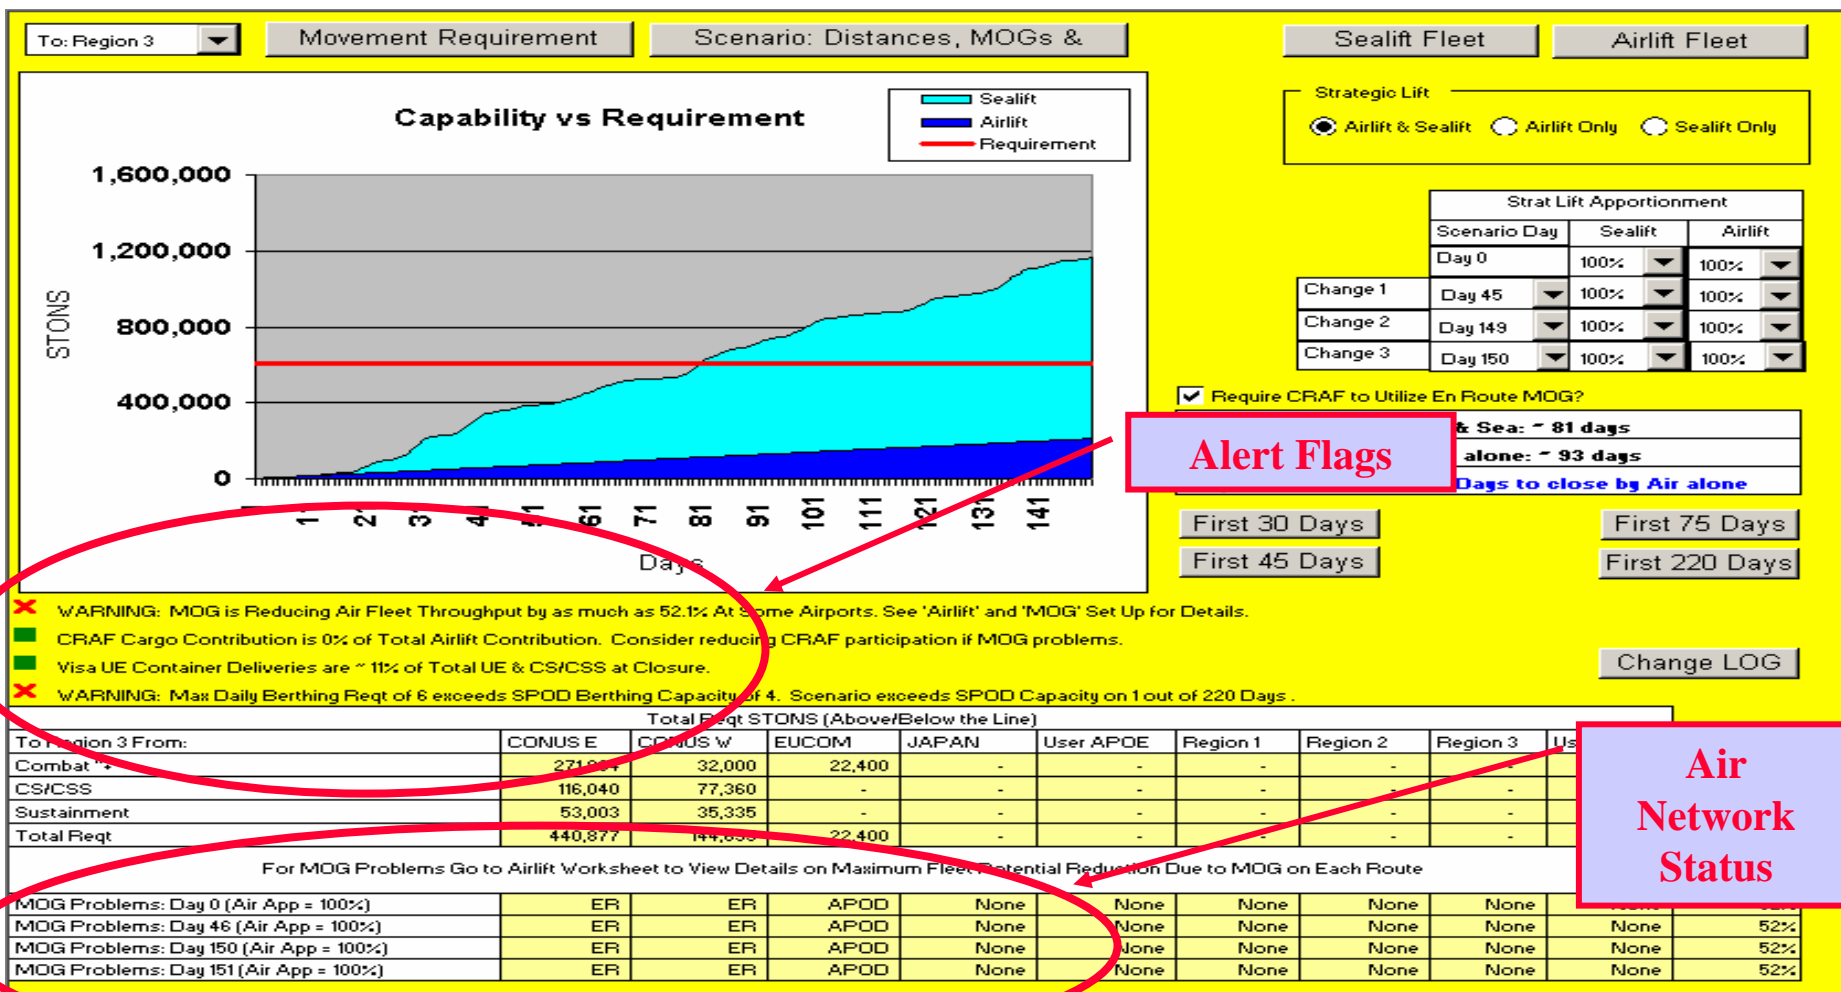 To: Region 3
Movement Requirement
Scenario: Distances, MOGs &
Sealift Fleet
Airlift Fleet
Capability vs Requirement
Sealift
Airlift
Requirement
STONS
1,600,000
1,200,000
800,000
400,000
0
21 31 51 61 71 81 91 101 111 121 131 141
Days
Strategic Lift
Airlift & Sealift Airlift Only Sealift Only
Strat Lift Apportionment
Scenario Day Sealift Airlift
Day 0 100% 100%
Change 1 Day 45 100% 100%
Change 2 Day 149 100% 100%
Change 3 Day 150 100% 100%
Require CRAF to Utilize En Route MOG?
& Sea: ~ 81 days
alone: ~ 93 days
Days to close by Air alone
Alert Flags
First 30 Days
First 75 Days
First 45 Days
First 220 Days
WARNING: MOG is Reducing Air Fleet Throughput by as much as 52.1% At Some Airports. See 'Airlift' and 'MOG' Set Up for Details.
CRAF Cargo Contribution is 0% of Total Airlift Contribution. Consider reducing CRAF participation if MOG problems.
Visa UE Container Deliveries are ~ 11% of Total UE & CS/CSS at Closure.
Change LOG
WARNING: Max Daily Berthing Reqt of 6 exceeds SPOD Berthing Capacity of 4. Scenario exceeds SPOD Capacity on 1 out of 220 Days .
Total Reqt STONS (Above/Below the Line)
To Region 3 From: CONUS E CONUS W EUCOM JAPAN User APOE Region 1 Region 2 Region 3
Combat 32,000 22,400 - - - - -
CS/CSS 116,040 77,360 - - - - - -
Sustainment 53,003 35,335 - - - - - -
Total Reqt 440,877 22,400 - - - - -
Air Network Status
For MOG Problems Go to Airlift Worksheet to View Details on Maximum Fleet Potential Reduction Due to MOG on Each Route
MOG Problems: Day 0 (Air App = 100%) ER ER APOD None None None None None
MOG Problems: Day 46 (Air App = 100%) ER ER APOD None None None None None None 52%
MOG Problems: Day 150 (Air App = 100%) ER ER APOD None None None None None None 52%
MOG Problems: Day 151 (Air App = 100%) ER ER APOD None None None None None None 52%